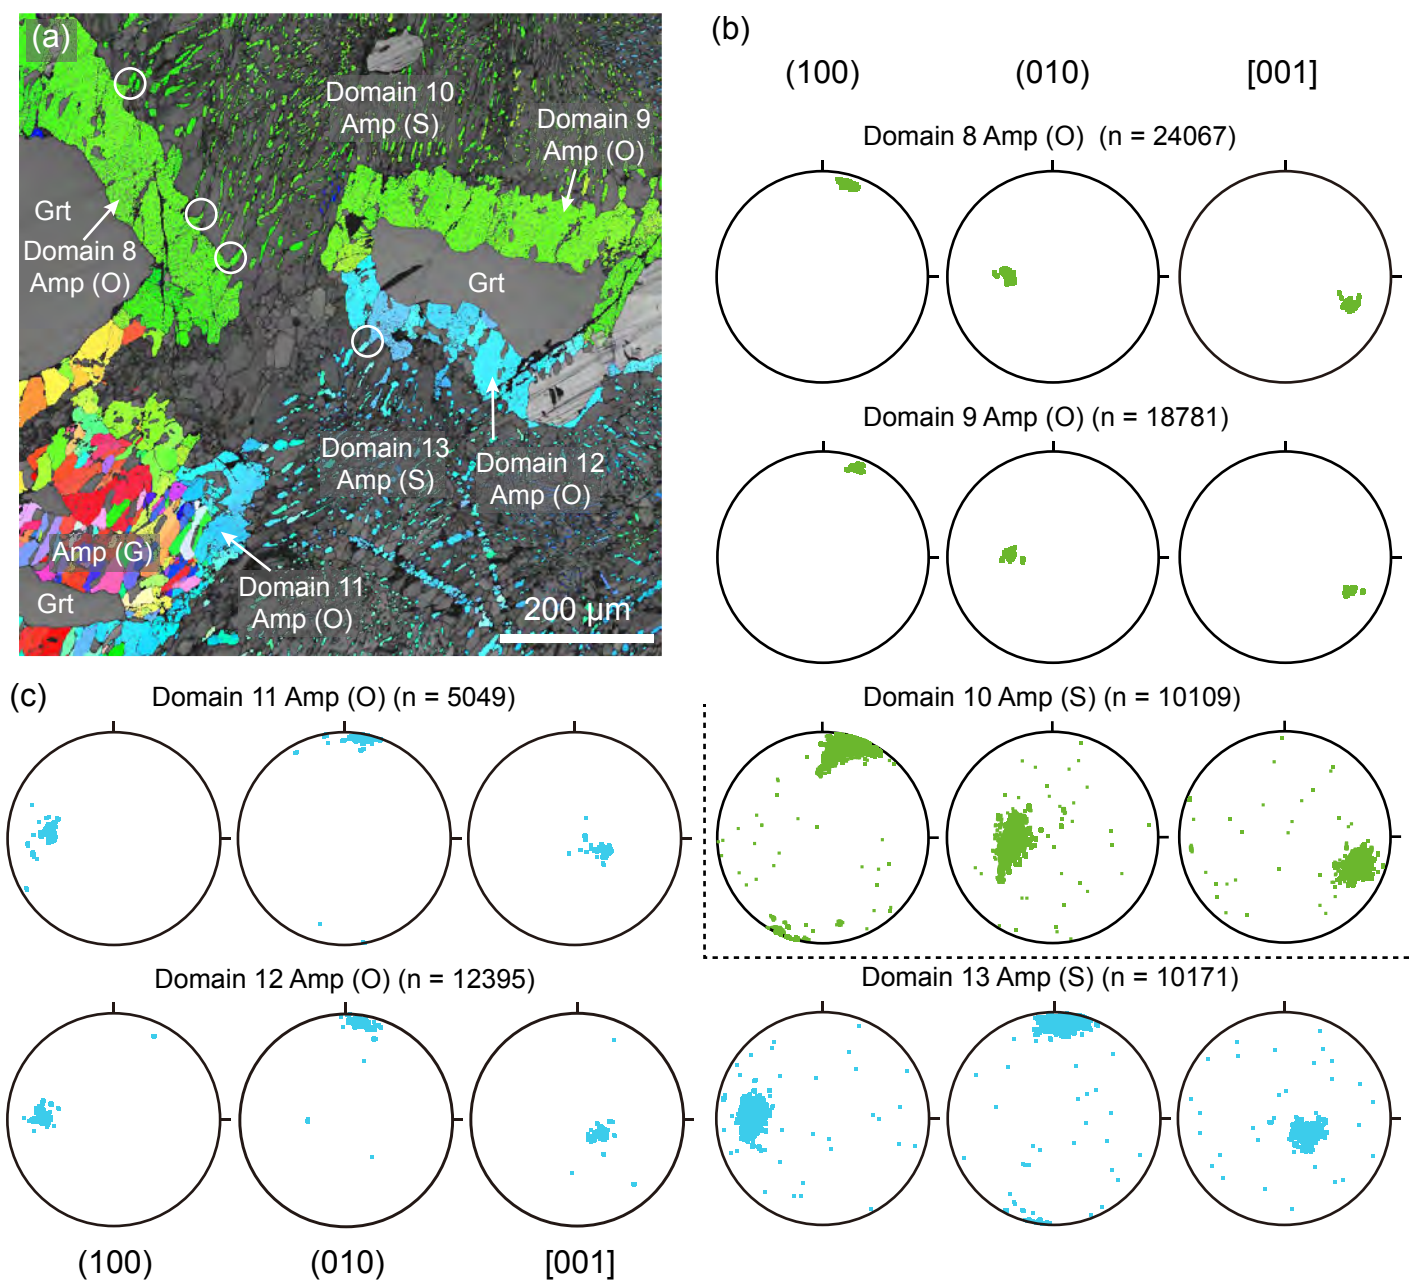 (a)
Domain 10
Amp (S)
Domain 9
Amp (O)
Grt
Domain 8
Amp (O)
Grt
Domain 13
Amp (S)
Domain 12
Amp (O)
Amp (G)
Domain 11
Amp (O)
Grt
200 µm
(b)
(100) (010) [001]
Domain 8 Amp (O) (n = 24067)
Domain 9 Amp (O) (n = 18781)
Domain 10 Amp (S) (n = 10109)
(c)
Domain 11 Amp (O) (n = 5049)
Domain 12 Amp (O) (n = 12395)
Domain 13 Amp (S) (n = 10171)
(100) (010) [001]